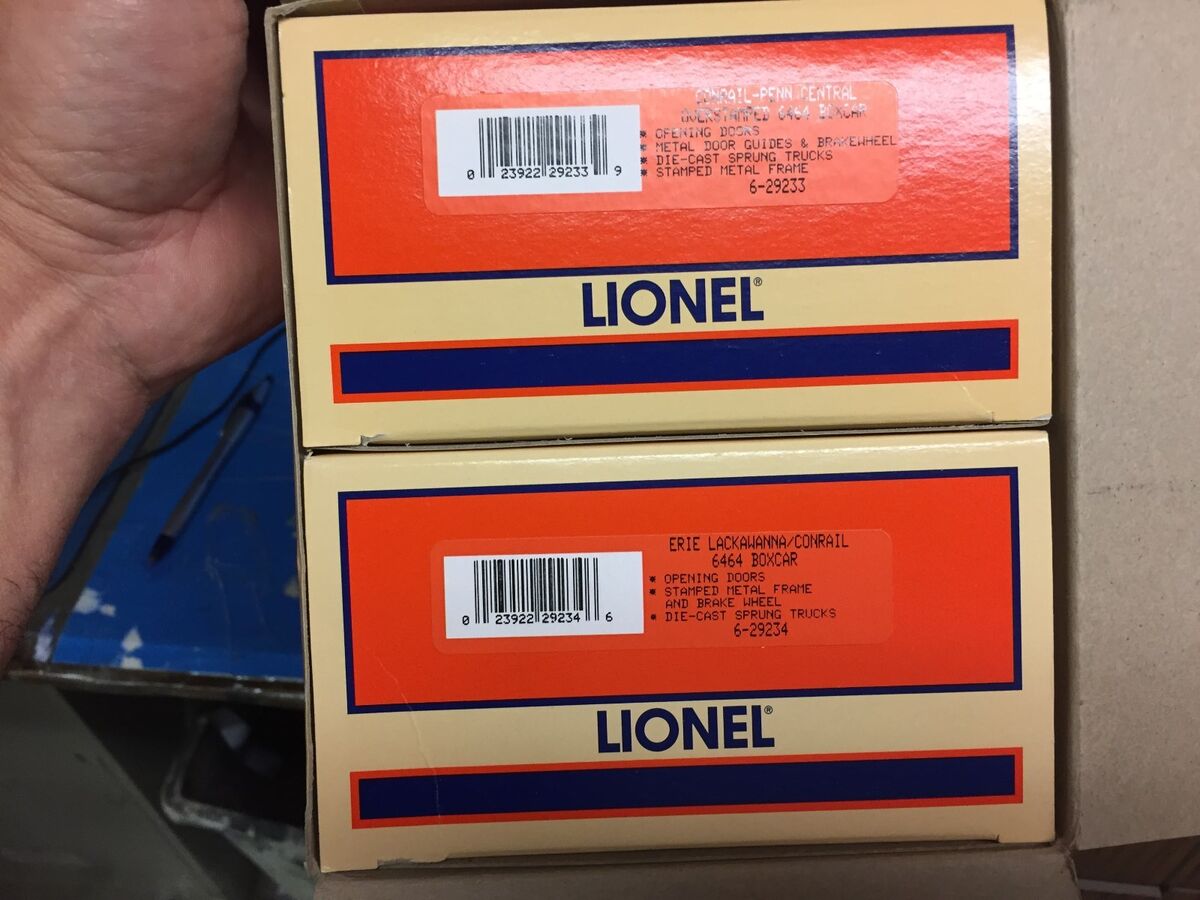 CONRAIL-PENN CENTRAL
OVERSTAMPED 6464 BOXCAR
* OPENING DOORS
* METAL DOOR GUIDES & BRAKEWHEEL
* DIE-CAST SPRUNG TRUCKS
* STAMPED METAL FRAME
6-29233
0 23922 29233 9
LIONEL®
ERIE LACKAWANNA/CONRAIL
6464 BOXCAR
* OPENING DOORS
* STAMPED METAL FRAME
AND BRAKE WHEEL
* DIE-CAST SPRUNG TRUCKS
6-29234
0 23922 29234 6
LIONEL®